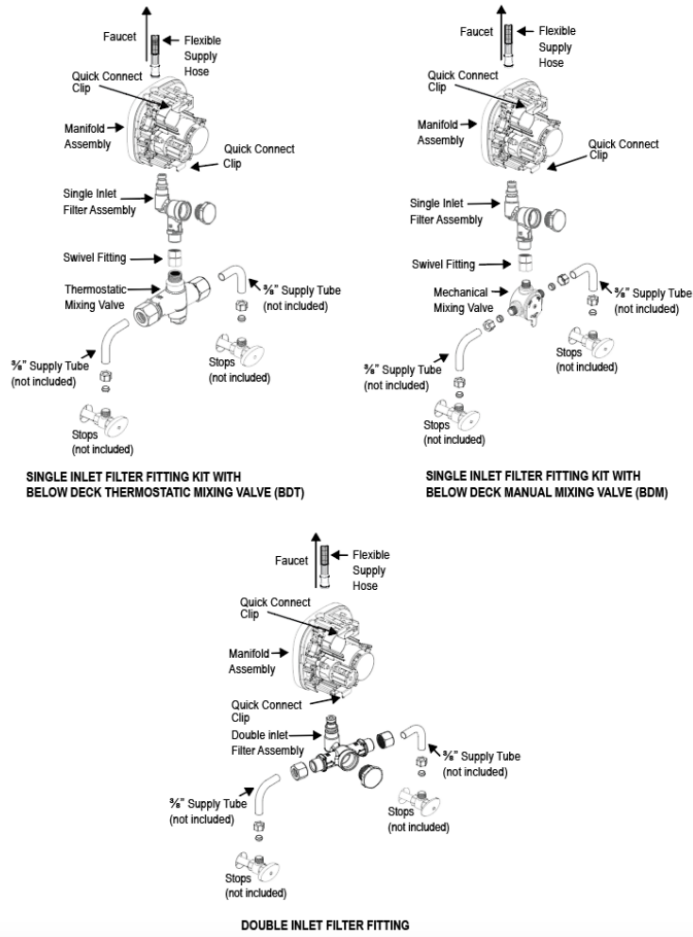 Faucet
Flexible
Supply
Hose
Quick Connect
Clip
Manifold
Assembly
Quick Connect
Clip
Single Inlet
Filter Assembly
Swivel Fitting
Thermostatic
Mixing Valve
⅜” Supply Tube
(not included)
⅜” Supply Tube
(not included)
Stops
(not included)
Stops
(not included)
SINGLE INLET FILTER FITTING KIT WITH
BELOW DECK THERMOSTATIC MIXING VALVE (BDT)
Faucet
Flexible
Supply
Hose
Quick Connect
Clip
Manifold
Assembly
Quick Connect
Clip
Single Inlet
Filter Assembly
Swivel Fitting
Mechanical
Mixing Valve
⅜” Supply Tube
(not included)
Stops
(not included)
⅜” Supply Tube
(not included)
Stops
(not included)
SINGLE INLET FILTER FITTING KIT WITH
BELOW DECK MANUAL MIXING VALVE (BDM)
Faucet
Flexible
Supply
Hose
Quick Connect
Clip
Manifold
Assembly
Quick Connect
Clip
Double inlet
Filter Assembly
⅜” Supply Tube
(not included)
⅜” Supply Tube
(not included)
Stops
(not included)
Stops
(not included)
DOUBLE INLET FILTER FITTING